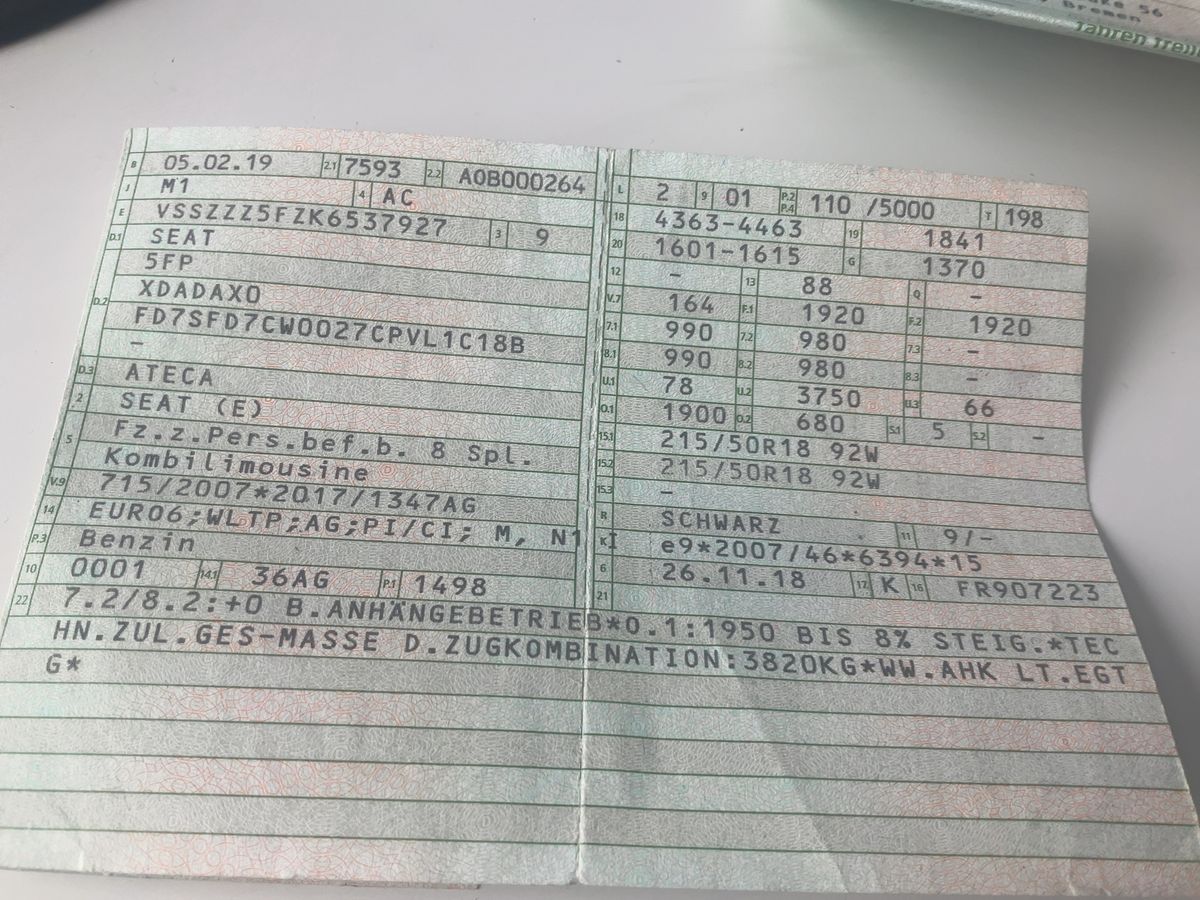 ake 56
Bremen
fahren
B 05.02.19 2.1 7593 2.2 A0B000264
J M1 4 AC
E VSSZZZ5FZK6537927 3 9
D.1 SEAT
5FP
D.2 XDADAX0
FD7SFD7CW0027CPVL1C18B
–
D.3 ATECA
2 SEAT (E)
5 Fz.z.Pers.bef.b. 8 Spl.
Kombilimousine
V.9 715/2007*2017/1347AG
14 EURO6;WLTP;AG;PI/CI; M, N1 I
P.3 Benzin
10 0001 14.1 36AG P.1 1498
L 2 9 01 P.2 P.4 110 /5000 T 198
18 4363-4463 19 1841
20 1601-1615 G 1370
12 – 13 88 Q –
V.7 164 F.1 1920 F.2 1920
7.1 990 7.2 980 7.3 –
8.1 990 8.2 980 8.3 –
U.1 78 U.2 3750 U.3 66
O.1 1900 O.2 680 S.1 5 S.2 –
15.1 215/50R18 92W
15.2 215/50R18 92W
15.3 –
R SCHWARZ 11 9/–
K e9*2007/46*6394*15
6 26.11.18 17 K 16 FR907223
21
22 7.2/8.2:+0 B.ANHÄNGEBETRIEB*O.1:1950 BIS 8% STEIG.*TEC
HN.ZUL.GES-MASSE D.ZUGKOMBINATION:3820KG*WW.AHK LT.EGT
G*